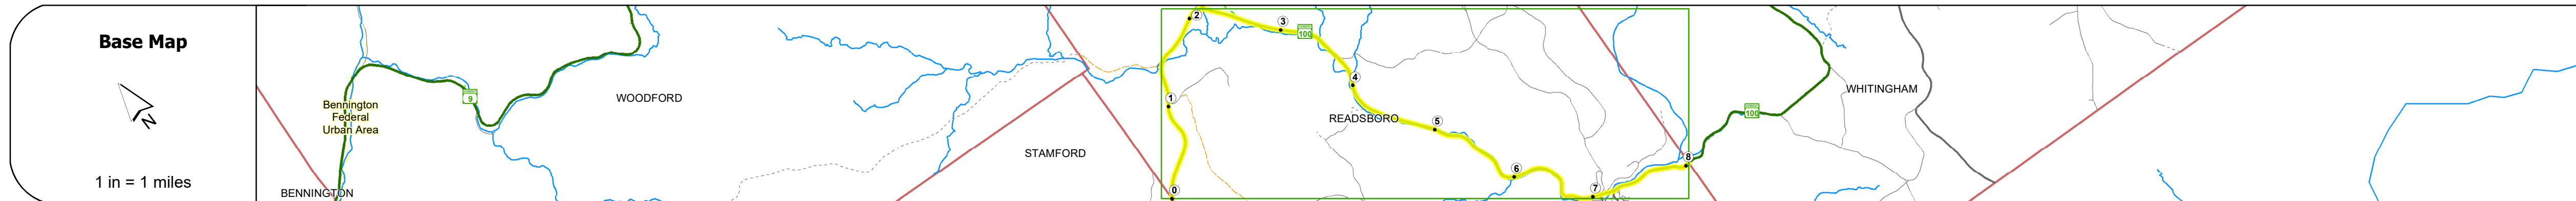 Base Map
N
1 in = 1 miles
Bennington
Federal
Urban Area
BENNINGTON
9
WOODFORD
STAMFORD
0
1
2
3
100
4
READSBORO
5
6
7
8
100
WHITINGHAM